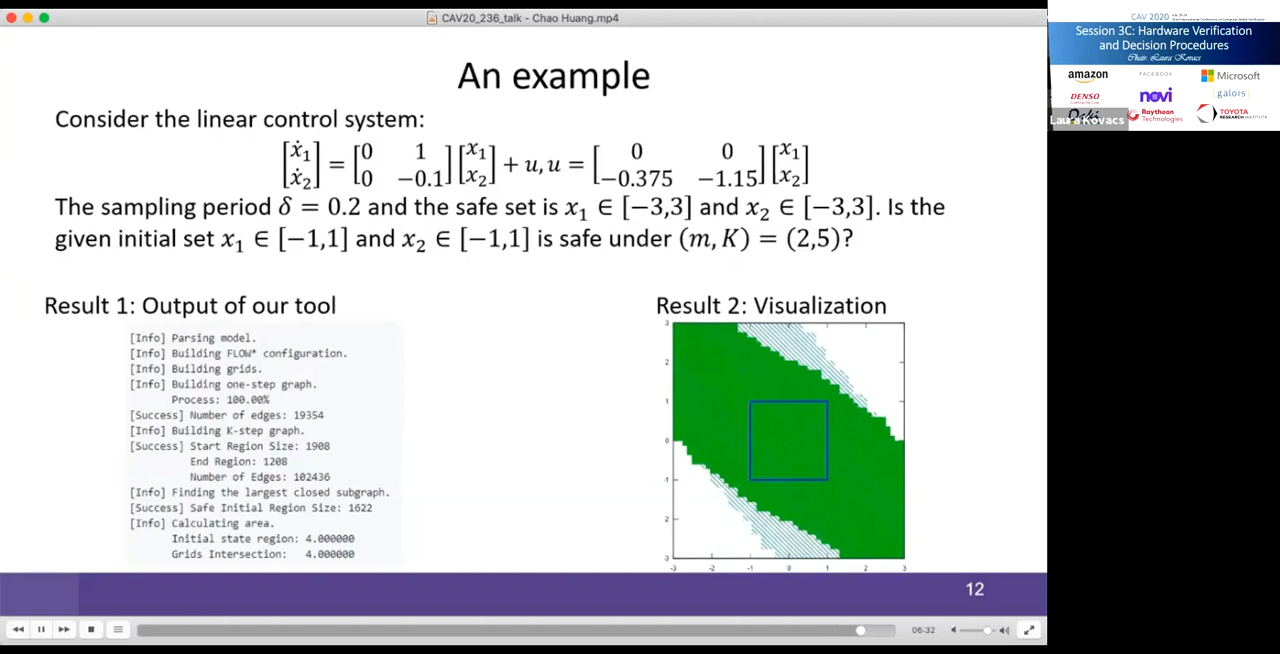 CAV20_236_talk - Chao Huang.mp4
An example
Consider the linear control system:
[ẋ₁ ẋ₂] = [0 1 0 −0.1] [x₁ x₂] + u, u = [0 0 −0.375 −1.15] [x₁ x₂]
The sampling period δ = 0.2 and the safe set is x₁ ∈ [−3,3] and x₂ ∈ [−3,3]. Is the
given initial set x₁ ∈ [−1,1] and x₂ ∈ [−1,1] is safe under (m, K) = (2,5)?
Result 1: Output of our tool
[Info] Parsing model.
[Info] Building FLOW* configuration.
[Info] Building grids.
[Info] Building one-step graph.
Process: 100.00%
[Success] Number of edges: 19354
[Info] Building K-step graph.
[Success] Start Region Size: 1908
End Region: 1208
Number of Edges: 102436
[Info] Finding the largest closed subgraph.
[Success] Safe Initial Region Size: 1622
[Info] Calculating area.
Initial state region: 4.000000
Grids Intersection: 4.000000
Result 2: Visualization
3
2
1
0
-1
2
-3
-3 -2 -1 0 1 2 3
12
06:32
CAV 2020
Session 3C: Hardware Verification
and Decision Procedures
Chair: Laura Kovacs
amazon
FACEBOOK
Microsoft
DENSO
novi
galois
Laura Kovacs
Raytheon
Technologies
TOYOTA
RESEARCH INSTITUTE